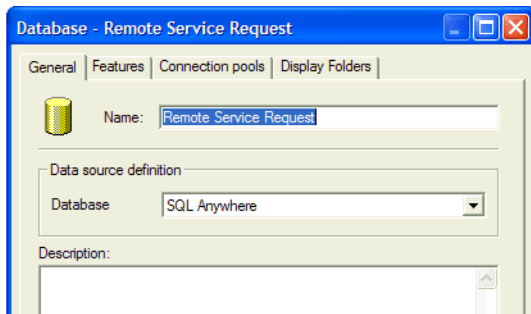 Database - Remote Service Request
General Features Connection pools Display Folders
Name: Remote Service Request
Data source definition
Database SQL Anywhere
Description: